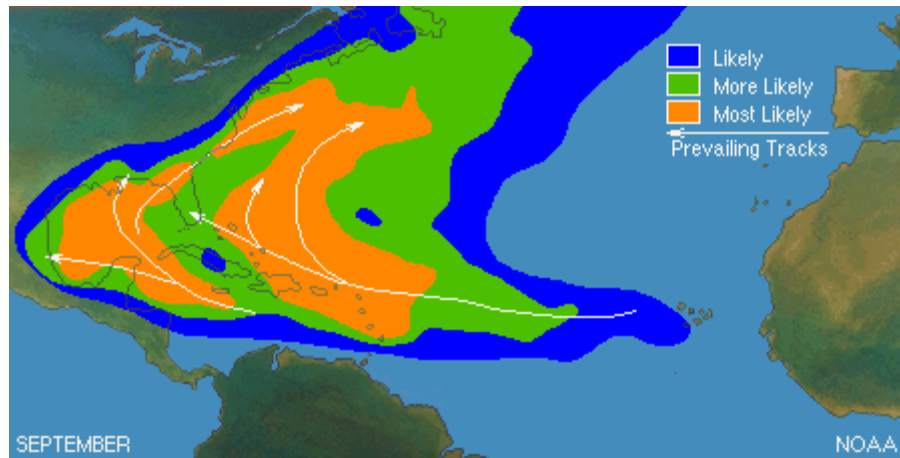 Likely
More Likely
Most Likely
Prevailing Tracks
SEPTEMBER
NOAA